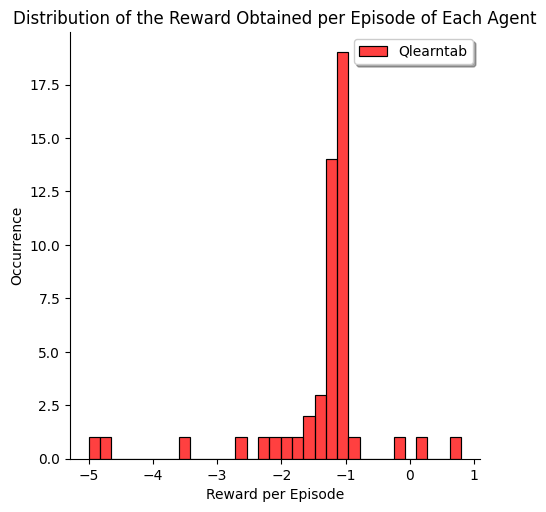 Distribution of the Reward Obtained per Episode of Each Agent
Qlearntab
17.5
15.0
12.5
10.0
7.5
5.0
2.5
0.0
Occurrence
−5 −4 −3 −2 −1 0 1
Reward per Episode